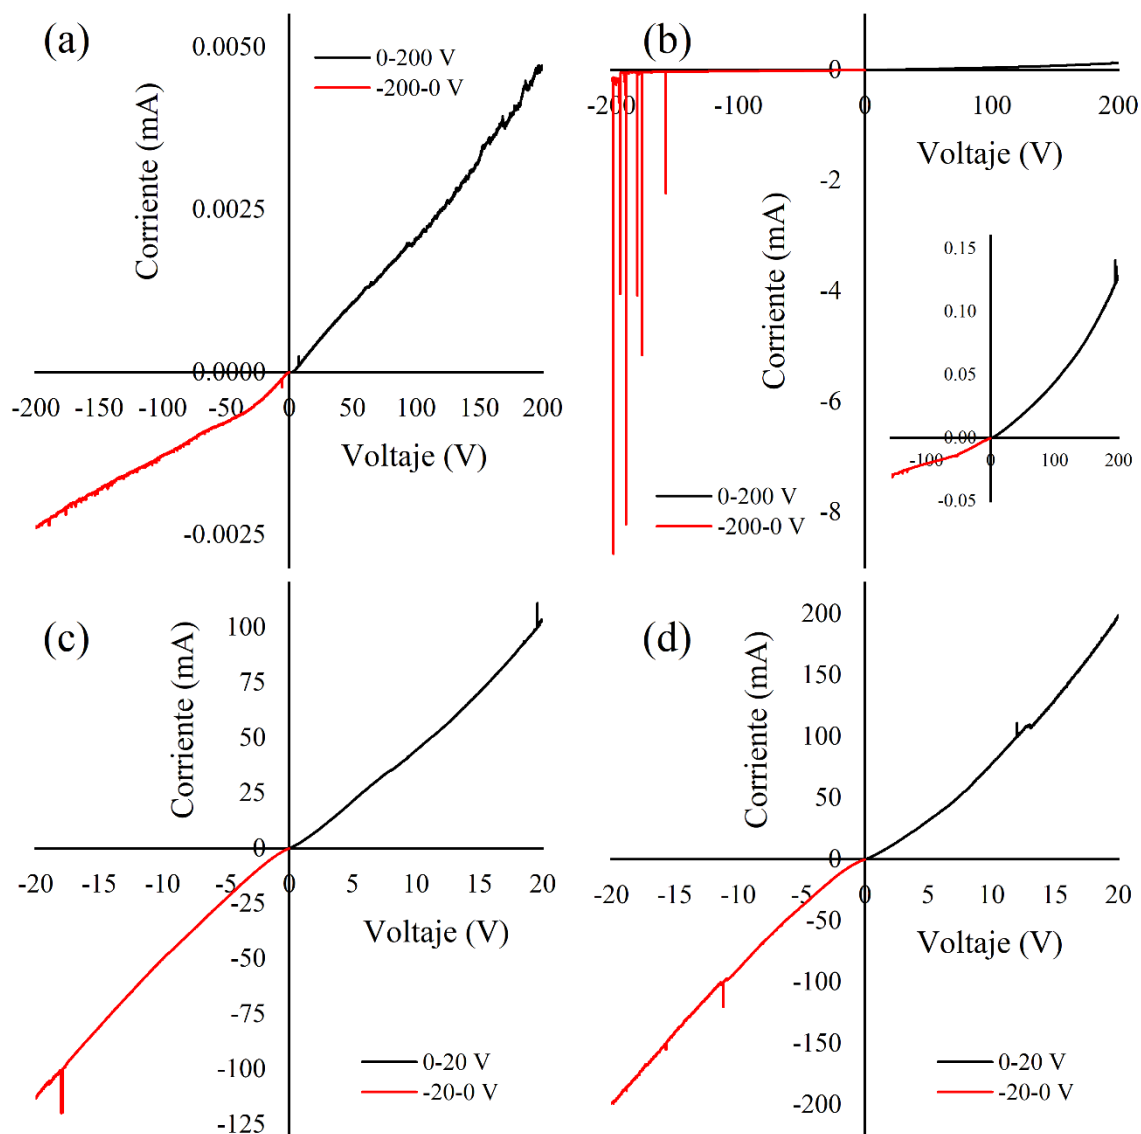 (a)
0-200 V
-200-0 V
Corriente (mA)
0.0050
0.0025
0.0000
-0.0025
-200 -150 -100 -50 0 50 100 150 200
Voltaje (V)
(b)
0
-2
-4
-6
-8
-200 -100 0 100 200
Voltaje (V)
Corriente (mA)
0.15
0.10
0.05
0.00
-0.05
-100 0 100 200
0-200 V
-200-0 V
(c)
Corriente (mA)
100
75
50
25
0
-25
-50
-75
-100
-125
-20 -15 -10 -5 0 5 10 15 20
Voltaje (V)
0-20 V
-20-0 V
(d)
Corriente (mA)
200
150
100
50
0
-50
-100
-150
-200
-20 -15 -10 -5 0 5 10 15 20
Voltaje (V)
0-20 V
-20-0 V